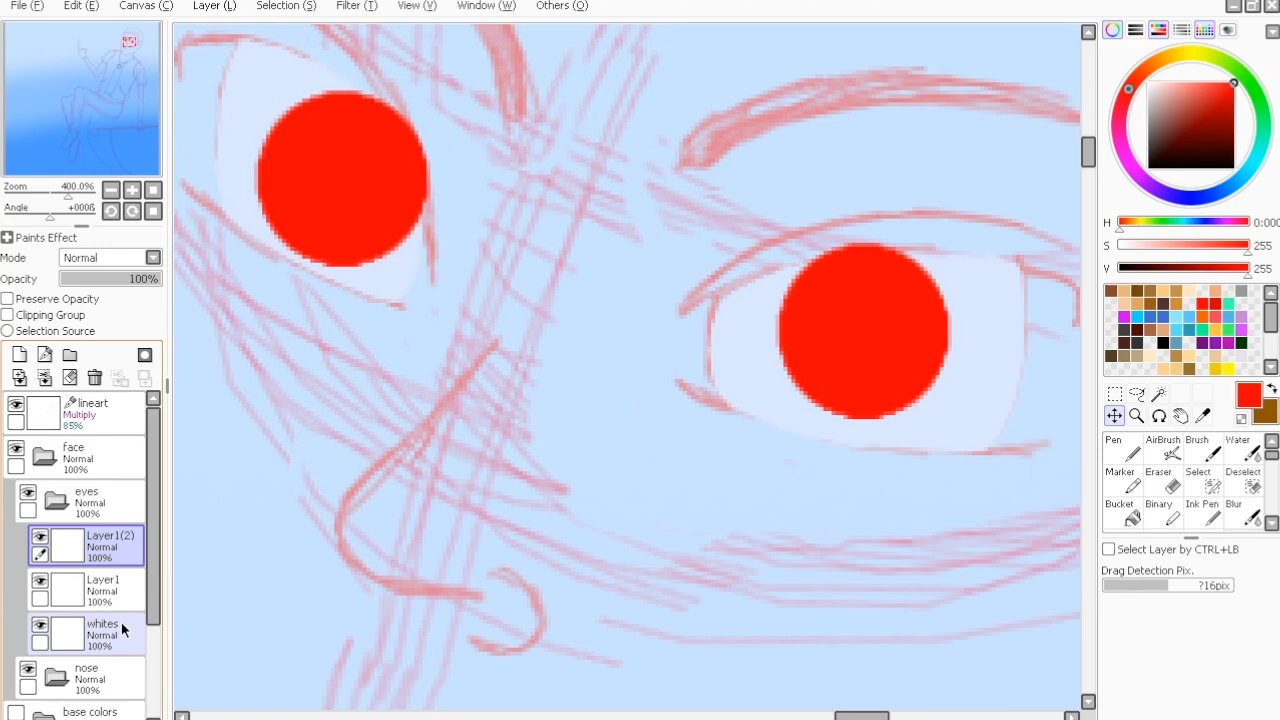 File (F) Edit (E) Canvas (C) Layer (L) Selection (S) Filter (T) View (V) Window (W) Others (O)
Zoom 400.0%
Angle +000ß
Paints Effect
Mode Normal
Opacity 100%
Preserve Opacity
Clipping Group
Selection Source
lineart
Multiply
85%
face
Normal
100%
eyes
Normal
100%
Layer1(2)
Normal
100%
Layer1
Normal
100%
whites
Normal
100%
nose
Normal
100%
base colors
H 0:000
S 255
V 255
Pen AirBrush Brush Water
Marker Eraser Select Deselect
Bucket Binary Ink Pen Blur
Select Layer by CTRL+LB
Drag Detection Pix.
?16pix